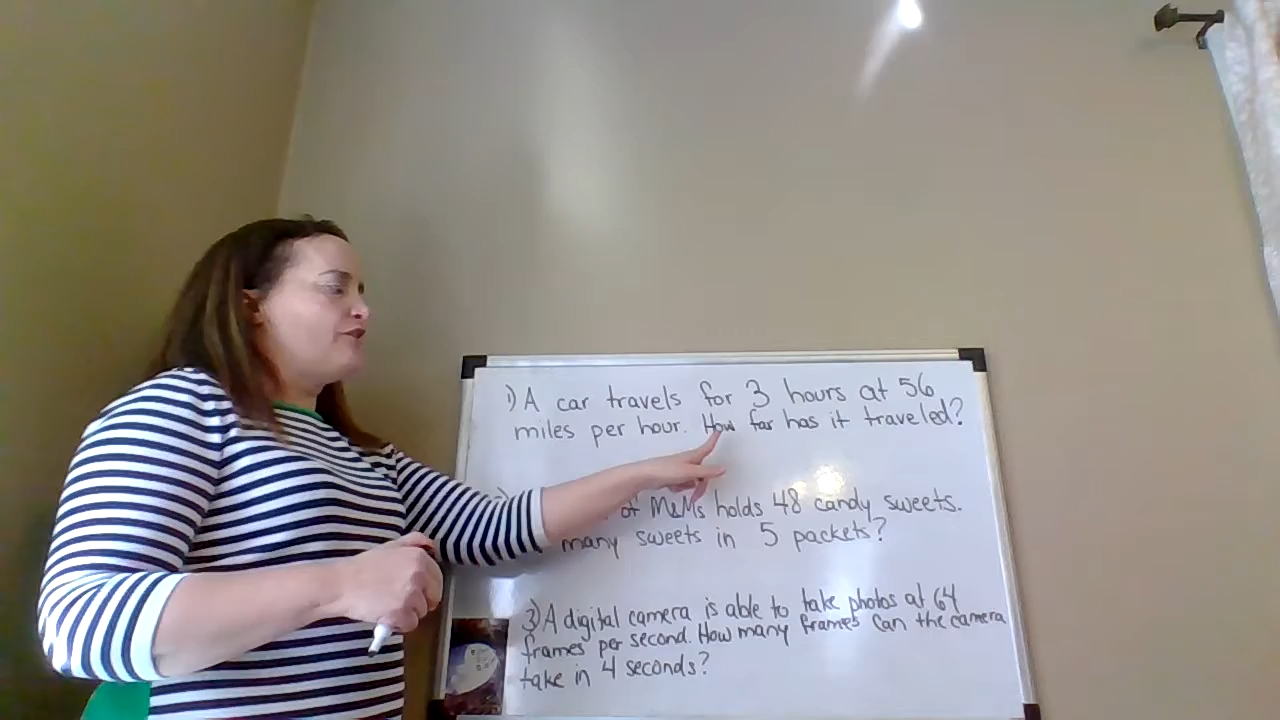 1) A car travels for 3 hours at 56
miles per hour. How far has it traveled?
of M&Ms holds 48 candy sweets.
many sweets in 5 packets?
3) A digital camera is able to take photos at 64
frames per second. How many frames can the camera
take in 4 seconds?